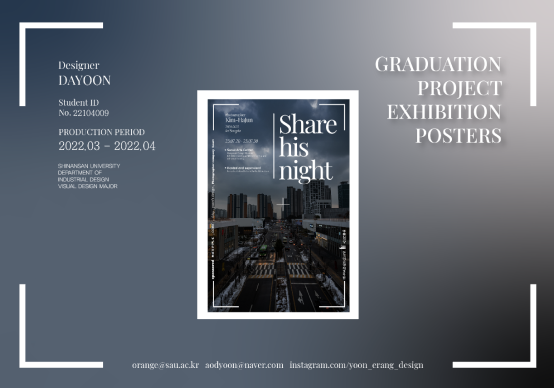 Designer
DAYOON
Student ID
No. 22104009
PRODUCTION PERIOD
2022.03 - 2022.04
SHINANSAN UNIVERSITY
DEPARTMENT OF
INDUSTRIAL DESIGN
VISUAL DESIGN MAJOR
GRADUATION
PROJECT
EXHIBITION
POSTERS
Share
his
night
orange@sau.ac.kr aodyoon@naver.com instagram.com/yoon_erang_design